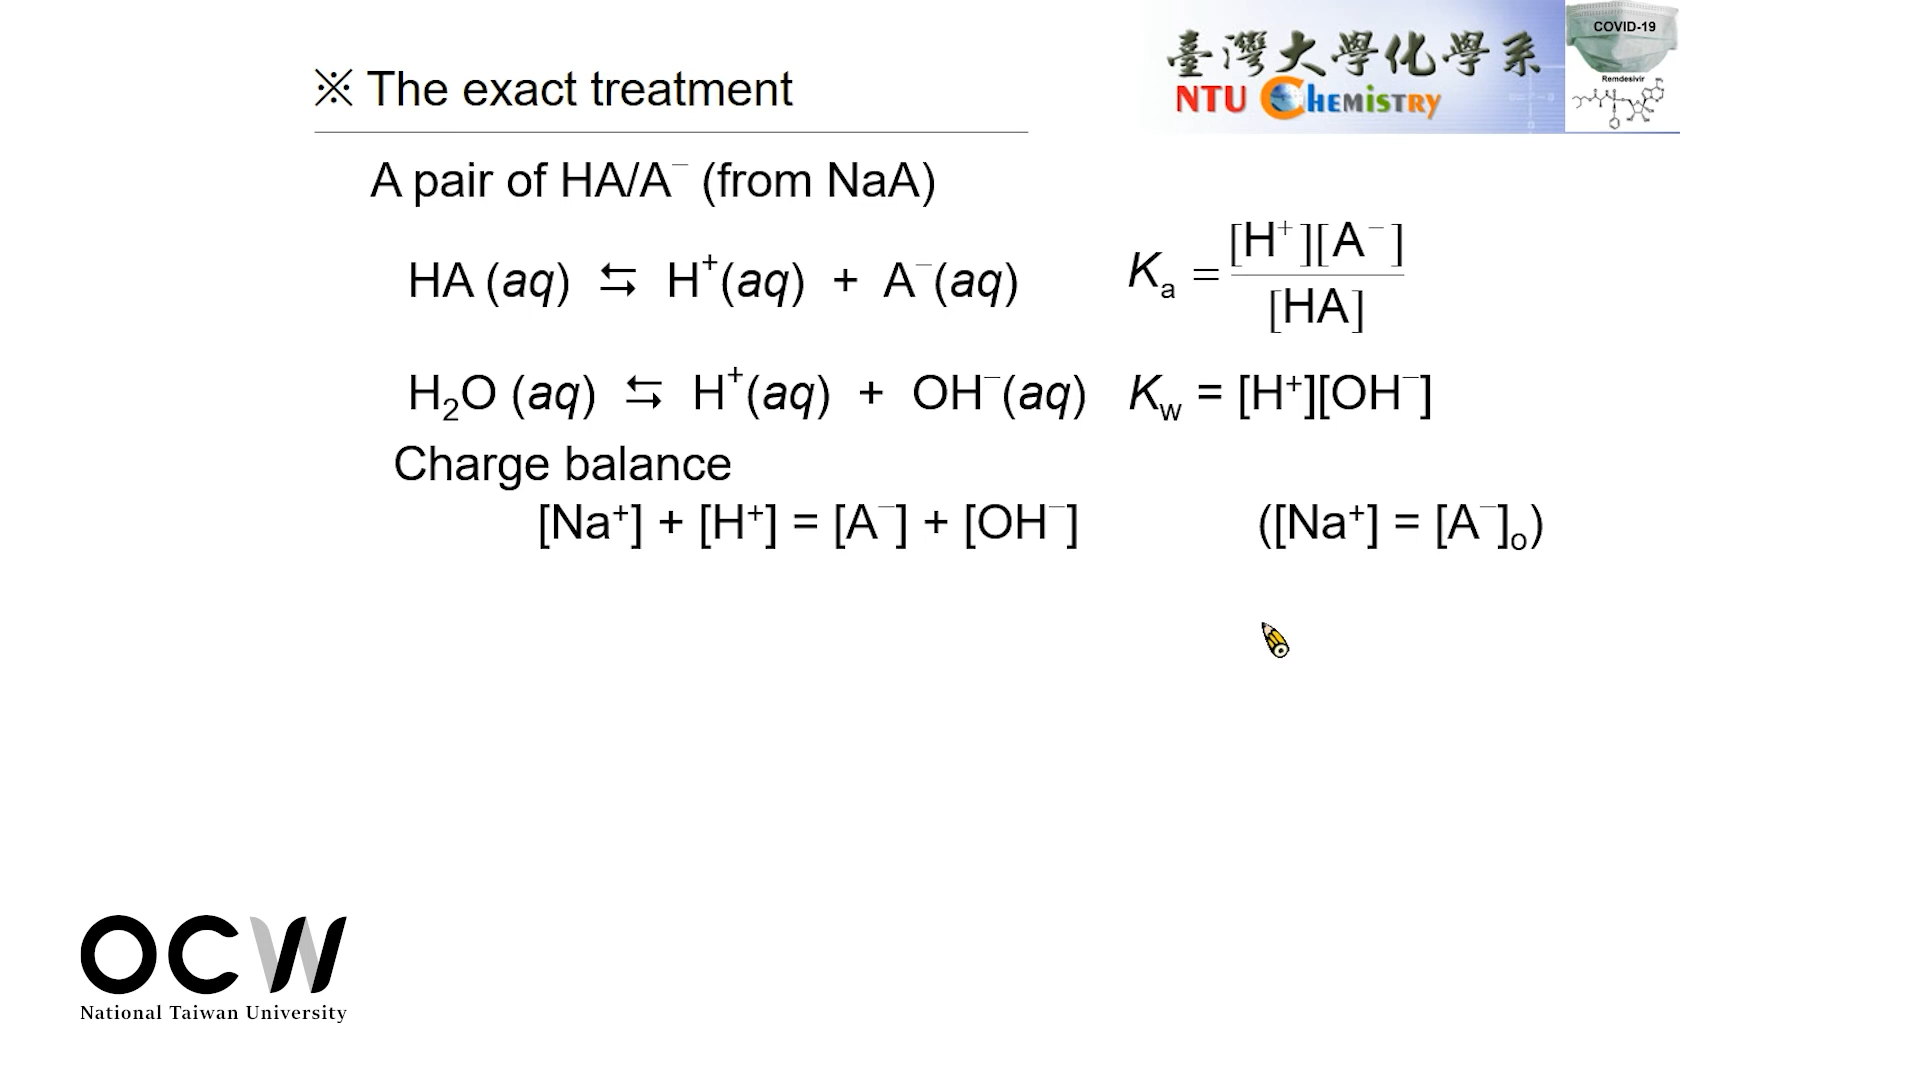 ※ The exact treatment
臺灣大學化學系
NTU CHEMISTRY
COVID-19
Remdesivir
A pair of HA/A⁻ (from NaA)
HA (aq) ⇆ H⁺(aq) + A⁻(aq) Kₐ = [H⁺][A⁻] / [HA]
H₂O (aq) ⇆ H⁺(aq) + OH⁻(aq) K_w = [H⁺][OH⁻]
Charge balance
[Na⁺] + [H⁺] = [A⁻] + [OH⁻] ([Na⁺] = [A⁻]ₒ)
OCW
National Taiwan University